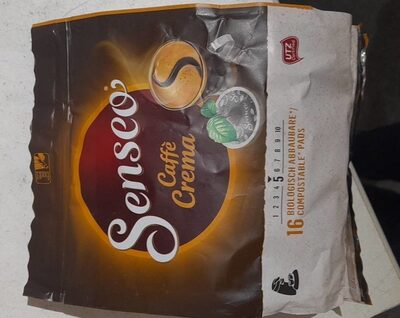 Senseo
Caffè
Crema
UTZ
1 2 3 4 5 6 7 8 9 10
16 BIOLOGISCH ABBAUBARE*/
COMPOSTABLE* PADS